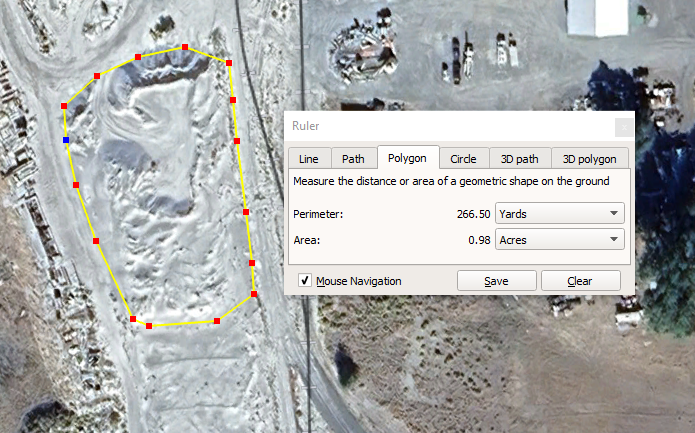 Ruler
Line Path Polygon Circle 3D path 3D polygon
Measure the distance or area of a geometric shape on the ground
Perimeter: 266.50 Yards
Area: 0.98 Acres
Mouse Navigation Save Clear